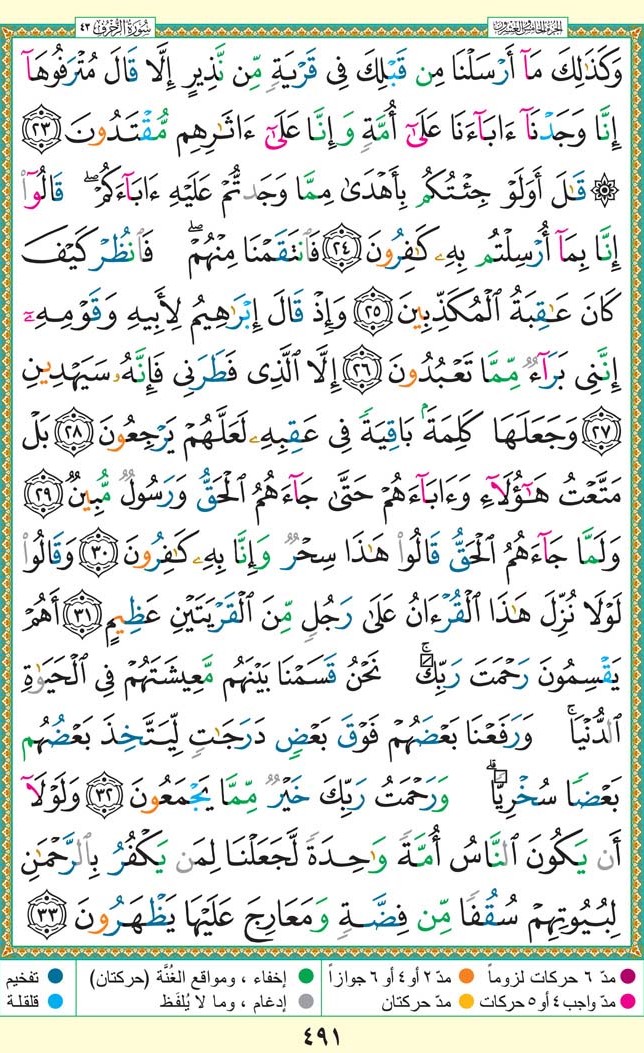 الجزء الخامس والعشرون سورة الزخرف ٤٣
وَكَذَٰلِكَ مَآ أَرْسَلْنَا مِن قَبْلِكَ فِى قَرْيَةٍ مِّن نَّذِيرٍ إِلَّا قَالَ مُتْرَفُوهَآ
إِنَّا وَجَدْنَآ ءَابَآءَنَا عَلَىٰٓ أُمَّةٍ وَإِنَّا عَلَىٰٓ ءَاثَٰرِهِم مُّقْتَدُونَ ﴿٢٣﴾
۞ قَٰلَ أَوَلَوْ جِئْتُكُم بِأَهْدَىٰ مِمَّا وَجَدتُّمْ عَلَيْهِ ءَابَآءَكُمْ ۖ قَالُوٓا۟
إِنَّا بِمَآ أُرْسِلْتُم بِهِۦ كَٰفِرُونَ ﴿٢٤﴾ فَٱنتَقَمْنَا مِنْهُمْ ۖ فَٱنظُرْ كَيْفَ
كَانَ عَٰقِبَةُ ٱلْمُكَذِّبِينَ ﴿٢٥﴾ وَإِذْ قَالَ إِبْرَٰهِيمُ لِأَبِيهِ وَقَوْمِهِۦٓ
إِنَّنِى بَرَآءٌ مِّمَّا تَعْبُدُونَ ﴿٢٦﴾ إِلَّا ٱلَّذِى فَطَرَنِى فَإِنَّهُۥ سَيَهْدِينِ
﴿٢٧﴾ وَجَعَلَهَا كَلِمَةًۢ بَاقِيَةً فِى عَقِبِهِۦ لَعَلَّهُمْ يَرْجِعُونَ ﴿٢٨﴾ بَلْ
مَتَّعْتُ هَٰٓؤُلَآءِ وَءَابَآءَهُمْ حَتَّىٰ جَآءَهُمُ ٱلْحَقُّ وَرَسُولٌ مُّبِينٌ ﴿٢٩﴾
وَلَمَّا جَآءَهُمُ ٱلْحَقُّ قَالُوا۟ هَٰذَا سِحْرٌ وَإِنَّا بِهِۦ كَٰفِرُونَ ﴿٣٠﴾ وَقَالُوا۟
لَوْلَا نُزِّلَ هَٰذَا ٱلْقُرْءَانُ عَلَىٰ رَجُلٍ مِّنَ ٱلْقَرْيَتَيْنِ عَظِيمٍ ﴿٣١﴾ أَهُمْ
يَقْسِمُونَ رَحْمَتَ رَبِّكَ ۚ نَحْنُ قَسَمْنَا بَيْنَهُم مَّعِيشَتَهُمْ فِى ٱلْحَيَوٰةِ
ٱلدُّنْيَا ۚ وَرَفَعْنَا بَعْضَهُمْ فَوْقَ بَعْضٍ دَرَجَٰتٍ لِّيَتَّخِذَ بَعْضُهُم
بَعْضًا سُخْرِيًّا ۗ وَرَحْمَتُ رَبِّكَ خَيْرٌ مِّمَّا يَجْمَعُونَ ﴿٣٢﴾ وَلَوْلَآ
أَن يَكُونَ ٱلنَّاسُ أُمَّةً وَٰحِدَةً لَّجَعَلْنَا لِمَن يَكْفُرُ بِٱلرَّحْمَٰنِ
لِبُيُوتِهِمْ سُقُفًا مِّن فِضَّةٍ وَمَعَارِجَ عَلَيْهَا يَظْهَرُونَ ﴿٣٣﴾
مدّ ٦ حركات لزوماً مدّ ٢ أو ٤ أو ٦ جوازاً إخفاء ، ومواقع الغُنَّة (حركتان) تفخيم
مدّ واجب ٤ أو ٥ حركات مدّ حركتان إدغام ، وما لا يُلفَظ قلقلة
٤٩١